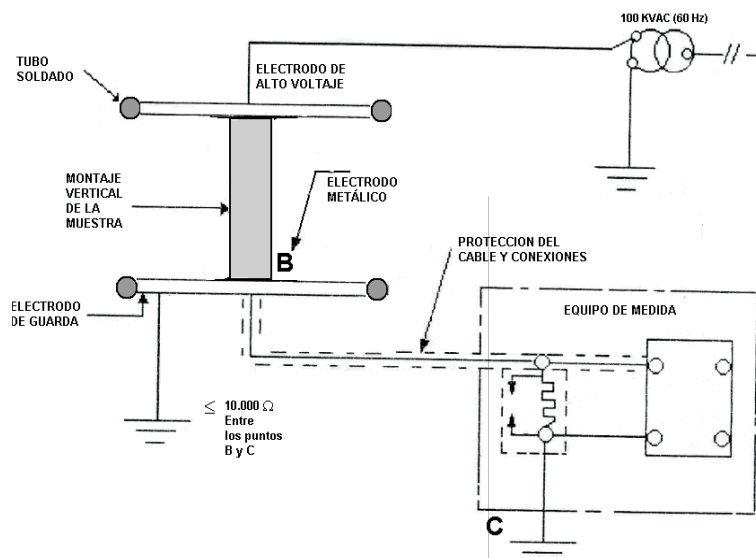 100 KVAC (60 Hz)
TUBO
SOLDADO
ELECTRODO DE
ALTO VOLTAJE
MONTAJE
VERTICAL
DE LA
MUESTRA
ELECTRODO
METÁLICO
B
PROTECCION DEL
CABLE Y CONEXIONES
ELECTRODO
DE GUARDA
EQUIPO DE MEDIDA
≤ 10.000 Ω
Entre
los puntos
B y C
C